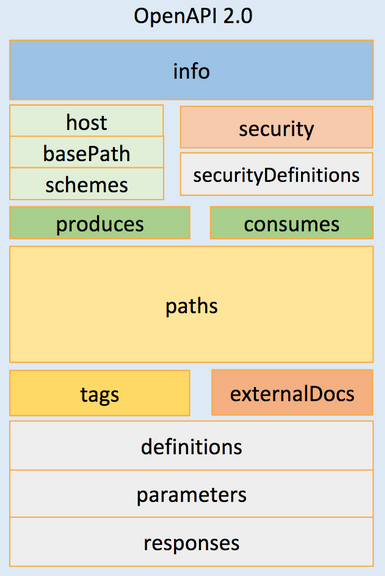 OpenAPI 2.0
info
host
basePath
schemes
security
securityDefinitions
produces
consumes
paths
tags
externalDocs
definitions
parameters
responses